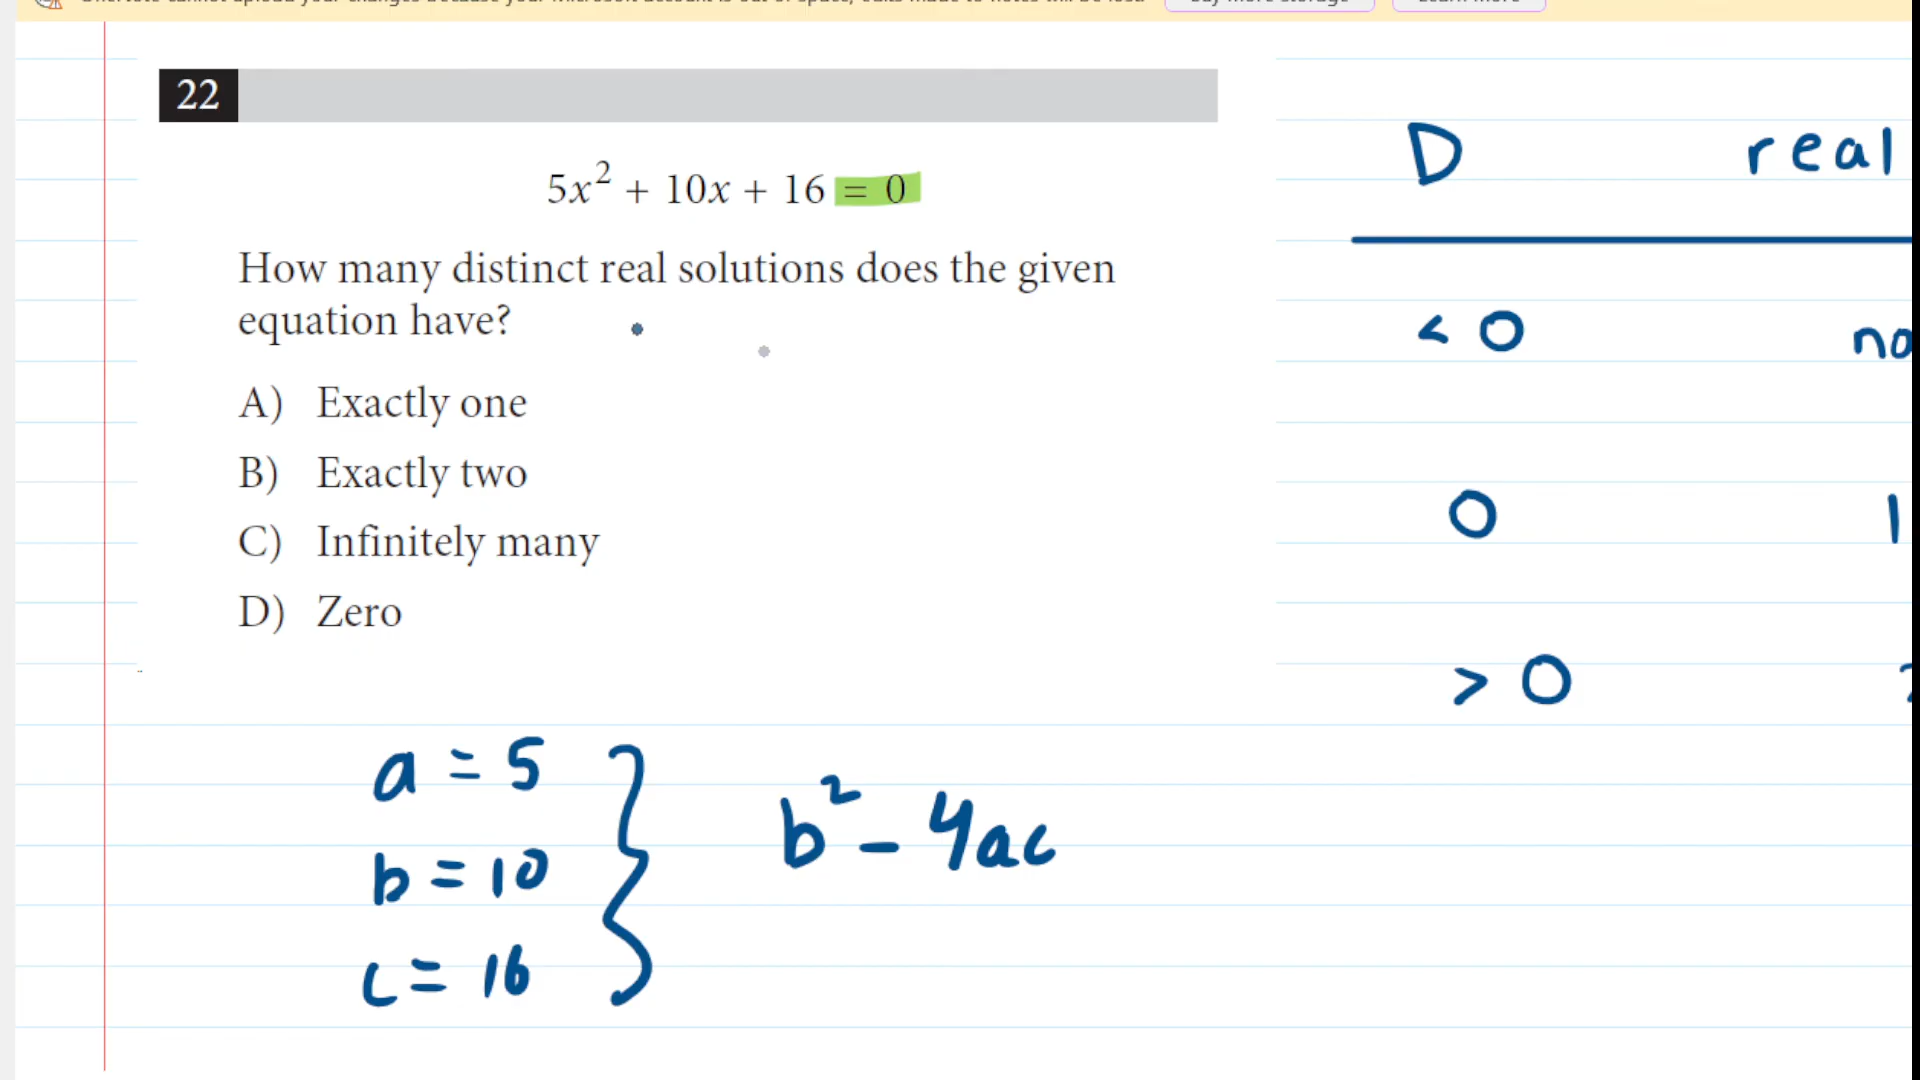 22
5x² + 10x + 16 = 0
How many distinct real solutions does the given
equation have?
A) Exactly one
B) Exactly two
C) Infinitely many
D) Zero
a = 5
b = 10
c = 16
b² - 4ac
D real
< 0 no
0 1
> 0